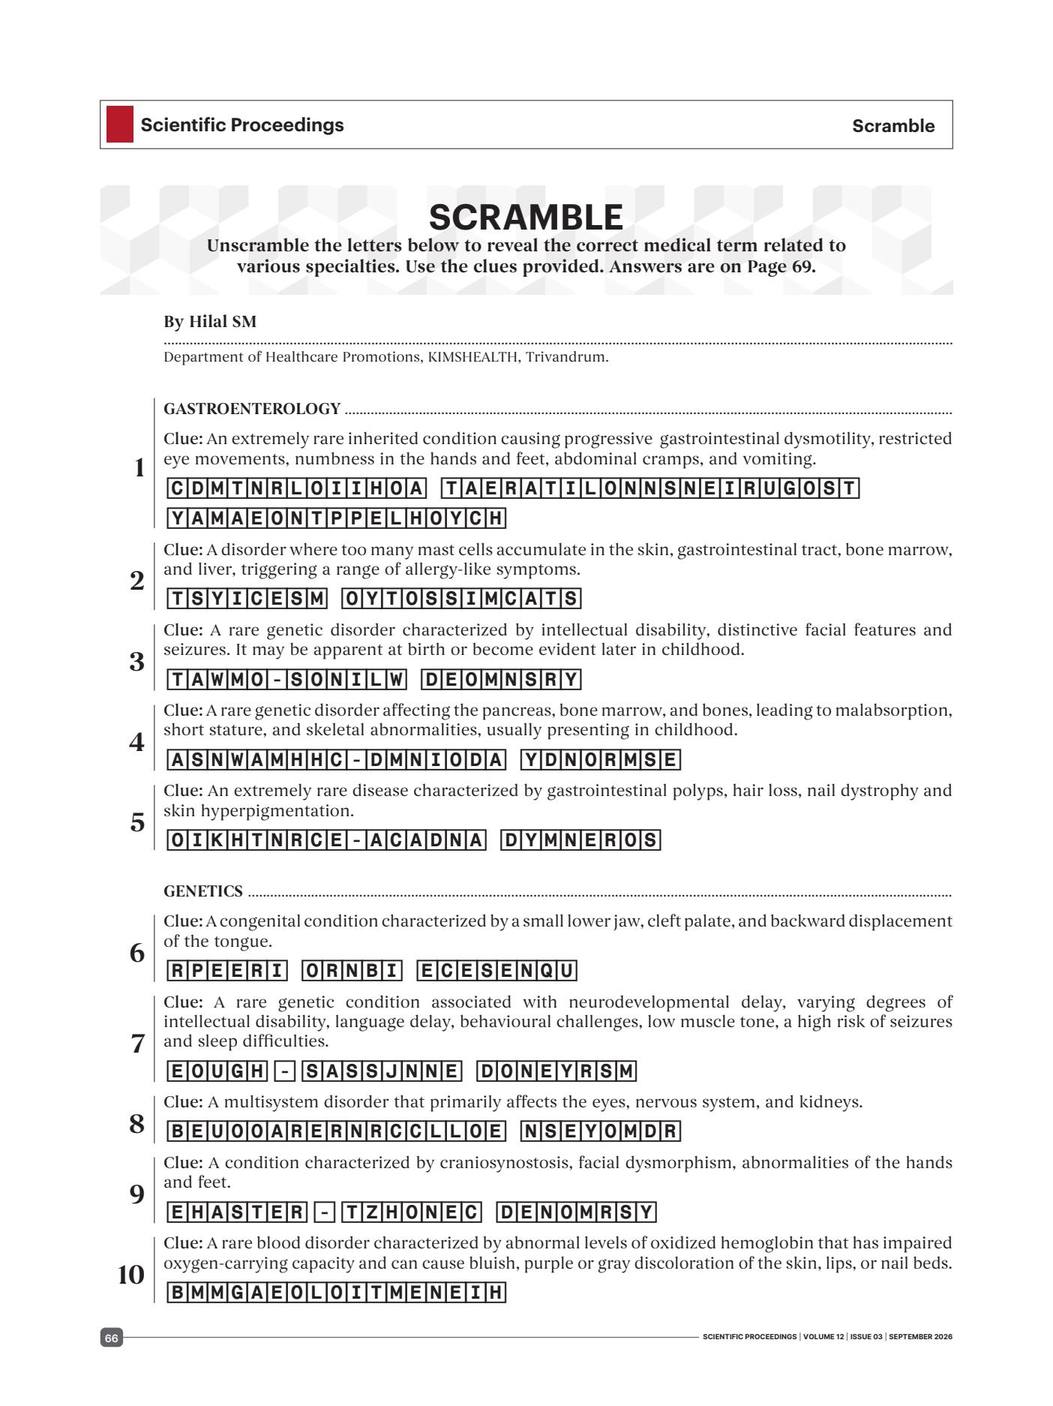 Scientific Proceedings
Scramble
SCRAMBLE
Unscramble the letters below to reveal the correct medical term related to
various specialties. Use the clues provided. Answers are on Page 69.
By Hilal SM
Department of Healthcare Promotions, KIMSHEALTH, Trivandrum.
GASTROENTEROLOGY
1
Clue: An extremely rare inherited condition causing progressive gastrointestinal dysmotility, restricted
eye movements, numbness in the hands and feet, abdominal cramps, and vomiting.
CDMTNRLOIIHOA TAERATILONNSNEIRUGOST
YAMAEONTPPELHOYCH
2
Clue: A disorder where too many mast cells accumulate in the skin, gastrointestinal tract, bone marrow,
and liver, triggering a range of allergy-like symptoms.
TSYICESM OYTOSSIMCATS
3
Clue: A rare genetic disorder characterized by intellectual disability, distinctive facial features and
seizures. It may be apparent at birth or become evident later in childhood.
TAWMO-SONILW DEOMNSRY
4
Clue: A rare genetic disorder affecting the pancreas, bone marrow, and bones, leading to malabsorption,
short stature, and skeletal abnormalities, usually presenting in childhood.
ASNWAMHHC-DMNIODA YDNORMSE
5
Clue: An extremely rare disease characterized by gastrointestinal polyps, hair loss, nail dystrophy and
skin hyperpigmentation.
OIKHTNRCE-ACADNA DYMNEROS
GENETICS
6
Clue: A congenital condition characterized by a small lower jaw, cleft palate, and backward displacement
of the tongue.
RPEERI ORNBI ECESENQU
7
Clue: A rare genetic condition associated with neurodevelopmental delay, varying degrees of
intellectual disability, language delay, behavioural challenges, low muscle tone, a high risk of seizures
and sleep difficulties.
EOUGH - SASSJNNE DONEYRSM
8
Clue: A multisystem disorder that primarily affects the eyes, nervous system, and kidneys.
BEUOOARERNRCCLLOE NSEYOMDR
9
Clue: A condition characterized by craniosynostosis, facial dysmorphism, abnormalities of the hands
and feet.
EHASTER - TZHONEC DENOMRSY
10
Clue: A rare blood disorder characterized by abnormal levels of oxidized hemoglobin that has impaired
oxygen-carrying capacity and can cause bluish, purple or gray discoloration of the skin, lips, or nail beds.
BMMGAEOLOITMENEIH
66
SCIENTIFIC PROCEEDINGS | VOLUME 12 | ISSUE 03 | SEPTEMBER 2026